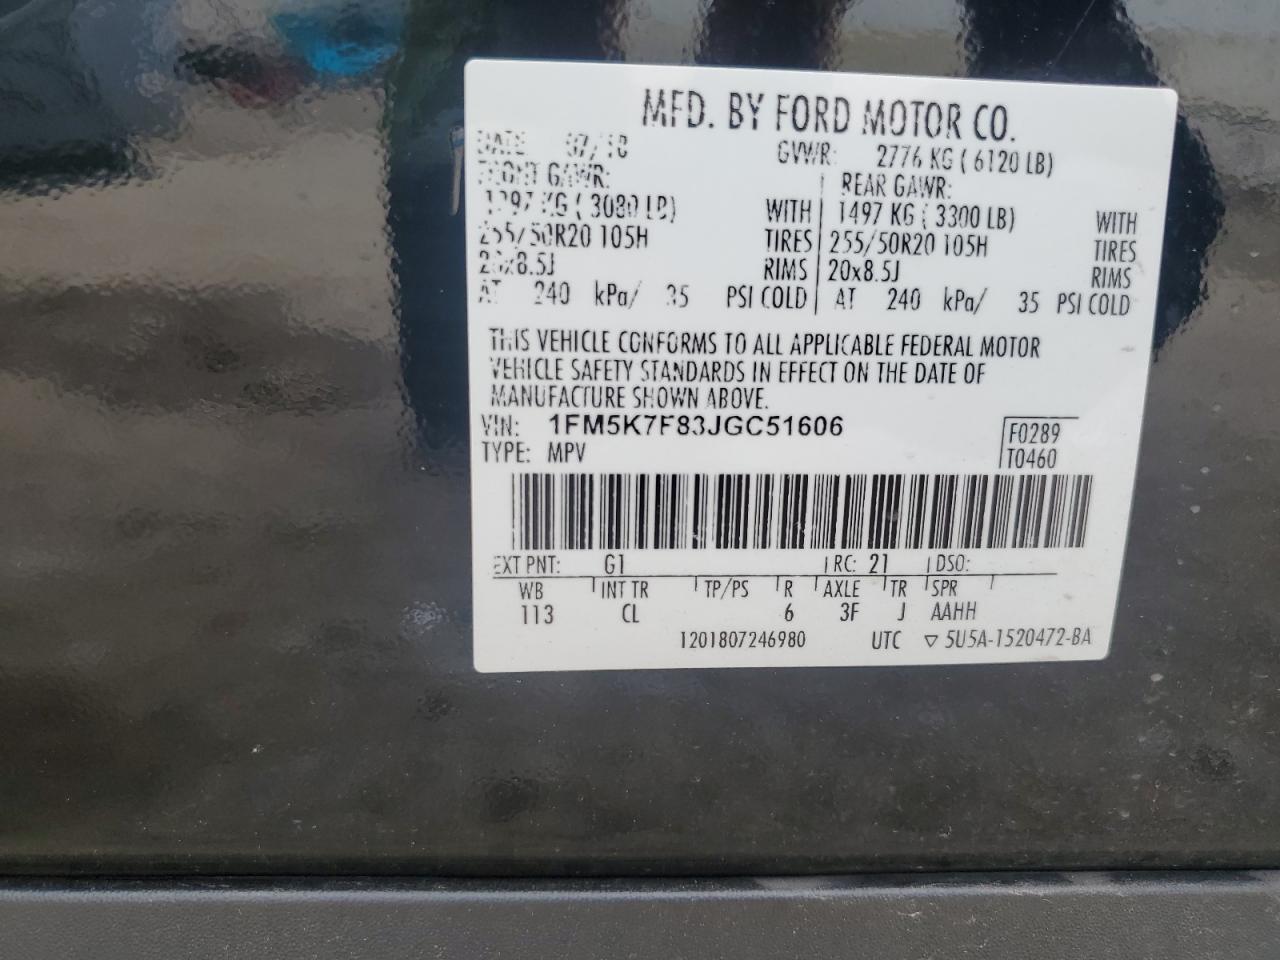 MFD. BY FORD MOTOR CO.
DATE 07/18 GVWR: 2776 KG ( 6120 LB)
FRONT GAWR: REAR GAWR:
1397 KG ( 3080 LB) WITH 1497 KG ( 3300 LB) WITH
255/50R20 105H TIRES 255/50R20 105H TIRES
20x8.5J RIMS 20x8.5J RIMS
AT 240 kPa/ 35 PSI COLD AT 240 kPa/ 35 PSI COLD
THIS VEHICLE CONFORMS TO ALL APPLICABLE FEDERAL MOTOR
VEHICLE SAFETY STANDARDS IN EFFECT ON THE DATE OF
MANUFACTURE SHOWN ABOVE.
VIN: 1FM5K7F83JGC51606 F0289
TYPE: MPV T0460
EXT PNT: G1 RC: 21 DSO:
WB INT TR TP/PS R AXLE TR SPR
113 CL 6 3F J AAHH
1201807246980 UTC ▽ 5U5A-1520472-BA